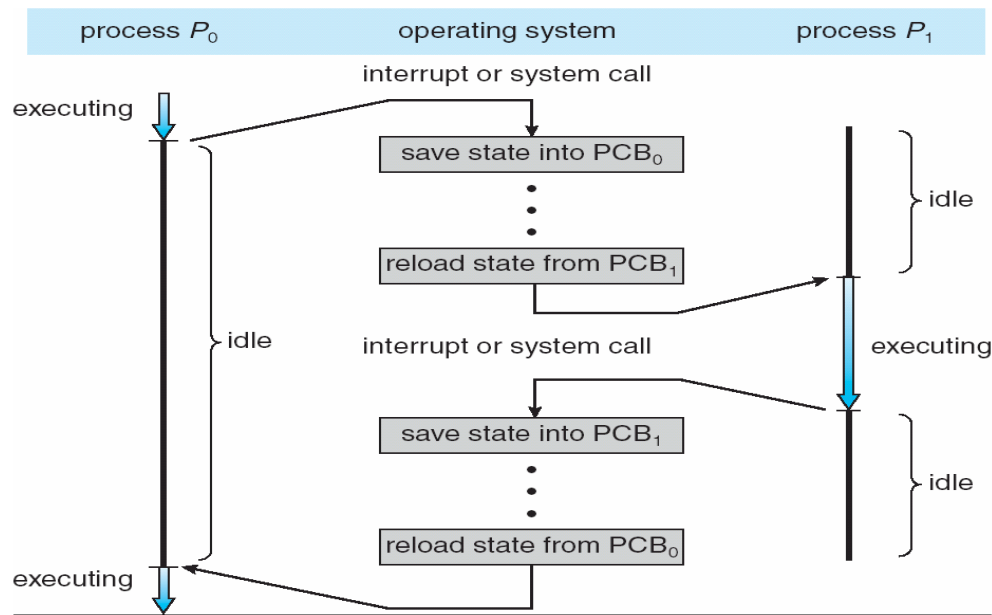 process P₀ operating system process P₁
interrupt or system call
executing
save state into PCB₀
idle
reload state from PCB₁
idle
interrupt or system call
executing
save state into PCB₁
idle
reload state from PCB₀
executing